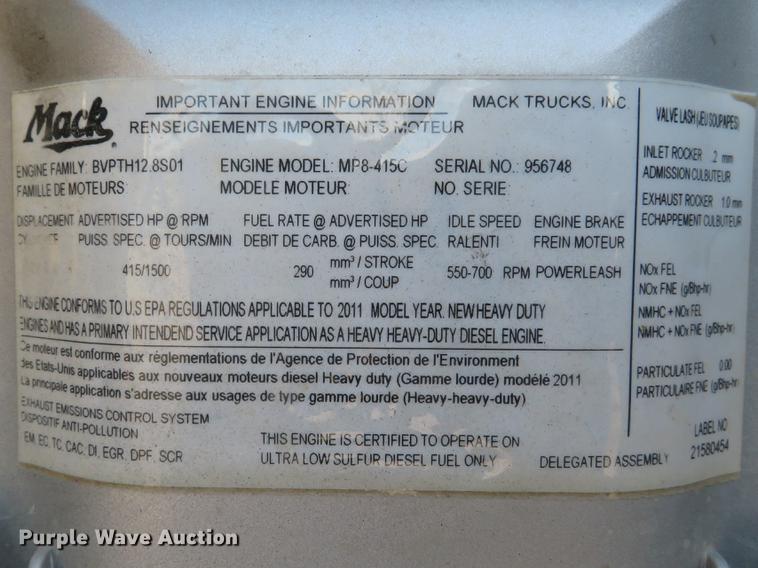 Mack
IMPORTANT ENGINE INFORMATION MACK TRUCKS, INC.
RENSEIGNEMENTS IMPORTANTS MOTEUR
ENGINE FAMILY: BVPTH12.8S01 ENGINE MODEL: MP8-415C SERIAL NO.: 956748
FAMILLE DE MOTEURS: MODELE MOTEUR: NO. SERIE:
DISPLACEMENT ADVERTISED HP @ RPM FUEL RATE @ ADVERTISED HP IDLE SPEED ENGINE BRAKE
PUISS. SPEC. @ TOURS/MIN DEBIT DE CARB. @ PUISS. SPEC. RALENTI FREIN MOTEUR
415/1500 290 mm³ / STROKE 550-700 RPM POWERLEASH
mm³ / COUP
THIS ENGINE CONFORMS TO U.S EPA REGULATIONS APPLICABLE TO 2011 MODEL YEAR. NEW HEAVY DUTY
ENGINES AND HAS A PRIMARY INTENDEND SERVICE APPLICATION AS A HEAVY HEAVY-DUTY DIESEL ENGINE.
Ce moteur est conforme aux réglementations de l'Agence de Protection de l'Environment
des Etats-Unis applicables aux nouveaux moteurs diesel Heavy duty (Gamme lourde) modélé 2011
La principale application s'adresse aux usages de type gamme lourde (Heavy-heavy-duty)
EXHAUST EMISSIONS CONTROL SYSTEM
DISPOSITIF ANTI-POLLUTION
EM, EC, TC, CAC, DI, EGR, DPF, SCR
THIS ENGINE IS CERTIFIED TO OPERATE ON
ULTRA LOW SULFUR DIESEL FUEL ONLY
DELEGATED ASSEMBLY
VALVE LASH (JEU SOUPAPES)
INLET ROCKER .2 mm
ADMISSION CULBUTEUR
EXHAUST ROCKER 1.0 mm
ECHAPPEMENT CULBUTEUR
NOx FEL
NOx FNE (g/Bhp-hr)
NMHC + NOx FEL
NMHC + NOx FNE (g/Bhp-hr)
PARTICULATE FEL 0.00
PARTICULAIRE FNE (g/Bhp-hr)
LABEL NO
21580454
Purple Wave Auction